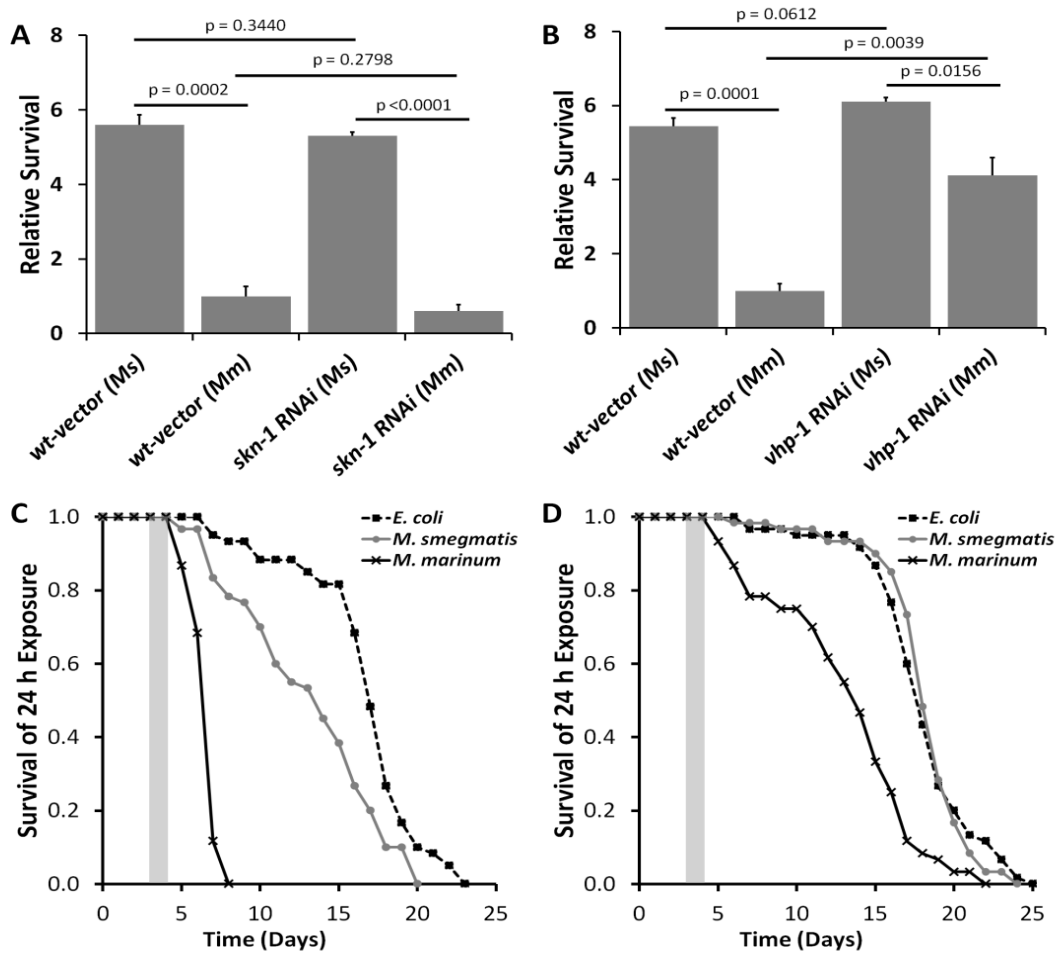 A
Relative Survival
8
6
4
2
0
p = 0.3440
p = 0.2798
p = 0.0002
p <0.0001
wt-vector (Ms)
wt-vector (Mm)
skn-1 RNAi (Ms)
skn-1 RNAi (Mm)
B
Relative Survival
8
6
4
2
0
p = 0.0612
p = 0.0039
p = 0.0156
p = 0.0001
wt-vector (Ms)
wt-vector (Mm)
vhp-1 RNAi (Ms)
vhp-1 RNAi (Mm)
C
Survival of 24 h Exposure
1.0
0.8
0.6
0.4
0.2
0.0
E. coli
M. smegmatis
M. marinum
0 5 10 15 20 25
Time (Days)
D
Survival of 24 h Exposure
1.0
0.8
0.6
0.4
0.2
0.0
E. coli
M. smegmatis
M. marinum
0 5 10 15 20 25
Time (Days)